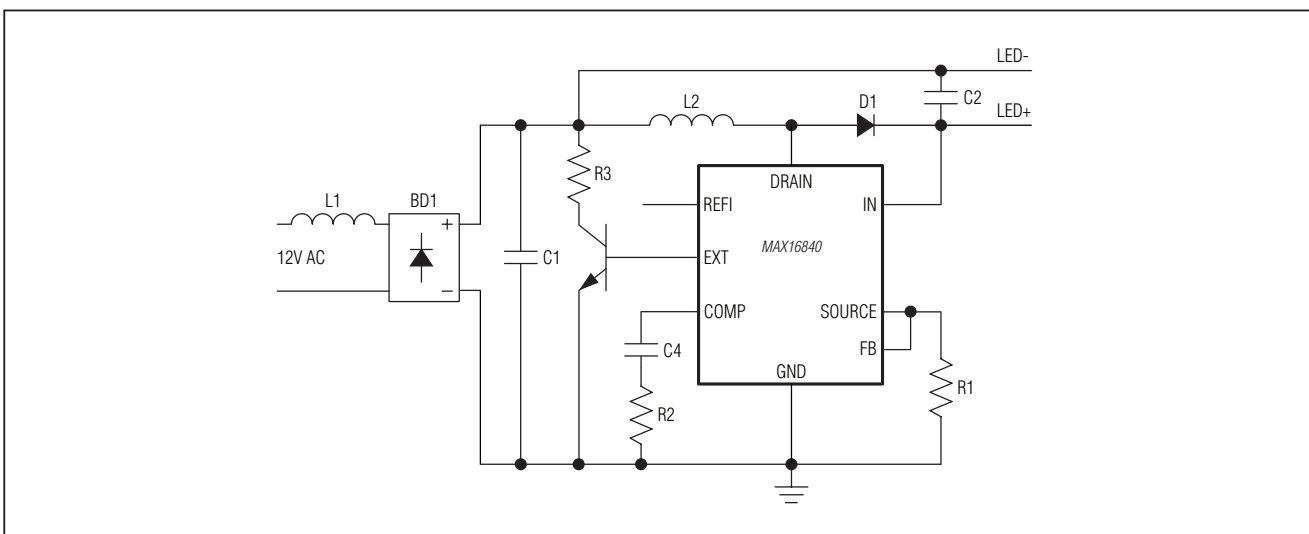 LED-
C2
L2
D1
LED+
R3
DRAIN
L1
BD1
REFI
IN
+
MAX16840
12V AC
C1
EXT
–
COMP
SOURCE
C4
FB
GND
R1
R2